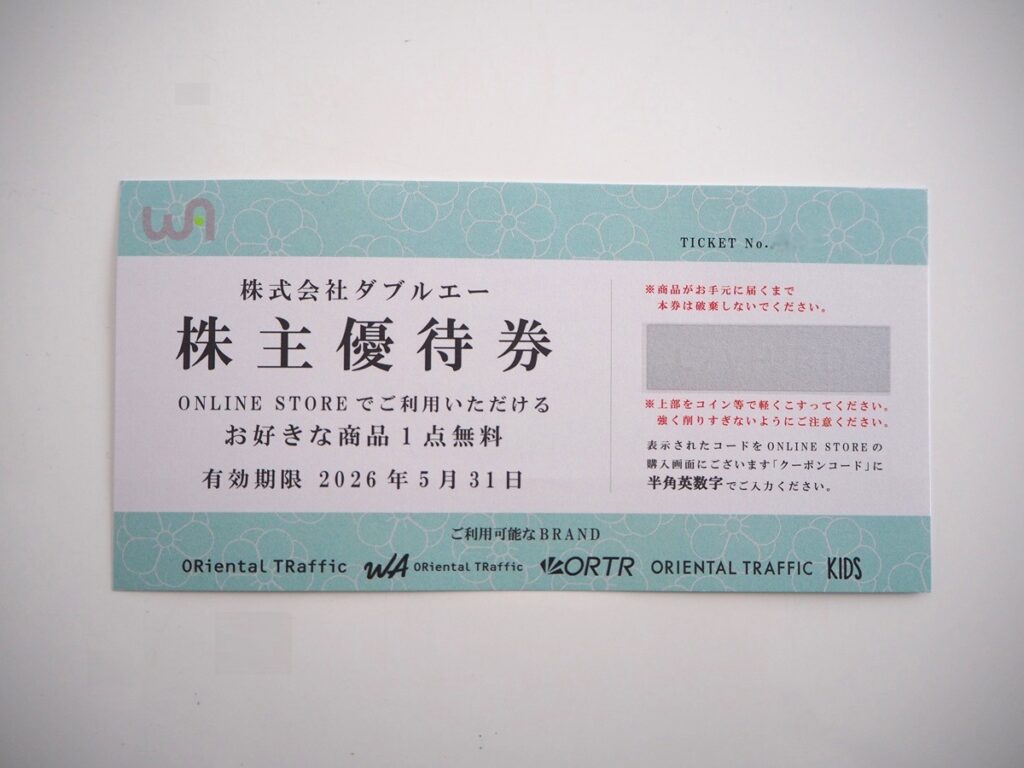 WA
TICKET No.
株式会社ダブルエー
株主優待券
ONLINE STOREでご利用いただける
お好きな商品1点無料
有効期限 2026年5月31日
※商品がお手元に届くまで
本券は破棄しないでください。
※上部をコイン等で軽くこすってください。
強く削りすぎないようにご注意ください。
表示されたコードをONLINE STOREの
購入画面にございます「クーポンコード」に
半角英数字でご入力ください。
ご利用可能なBRAND
ORiental TRaffic WA ORiental TRaffic ORTR ORIENTAL TRAFFIC KIDS